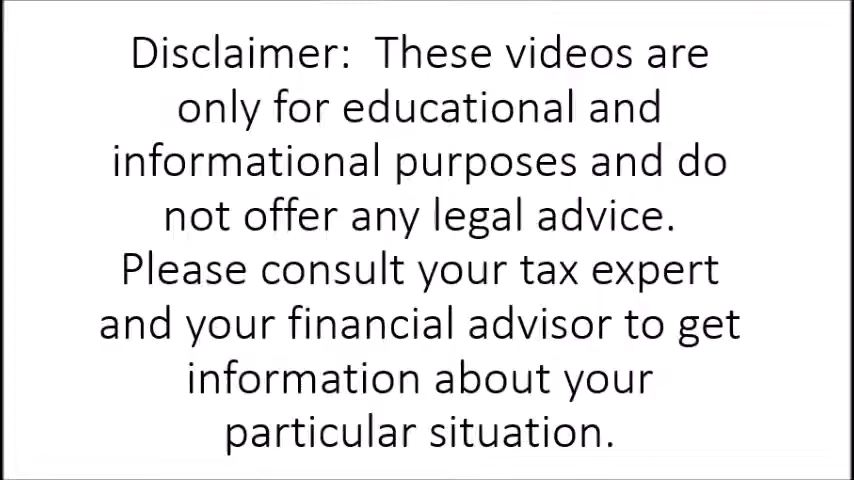 Disclaimer:  These videos are
only for educational and
informational purposes and do
not offer any legal advice.
Please consult your tax expert
and your financial advisor to get
information about your
particular situation.